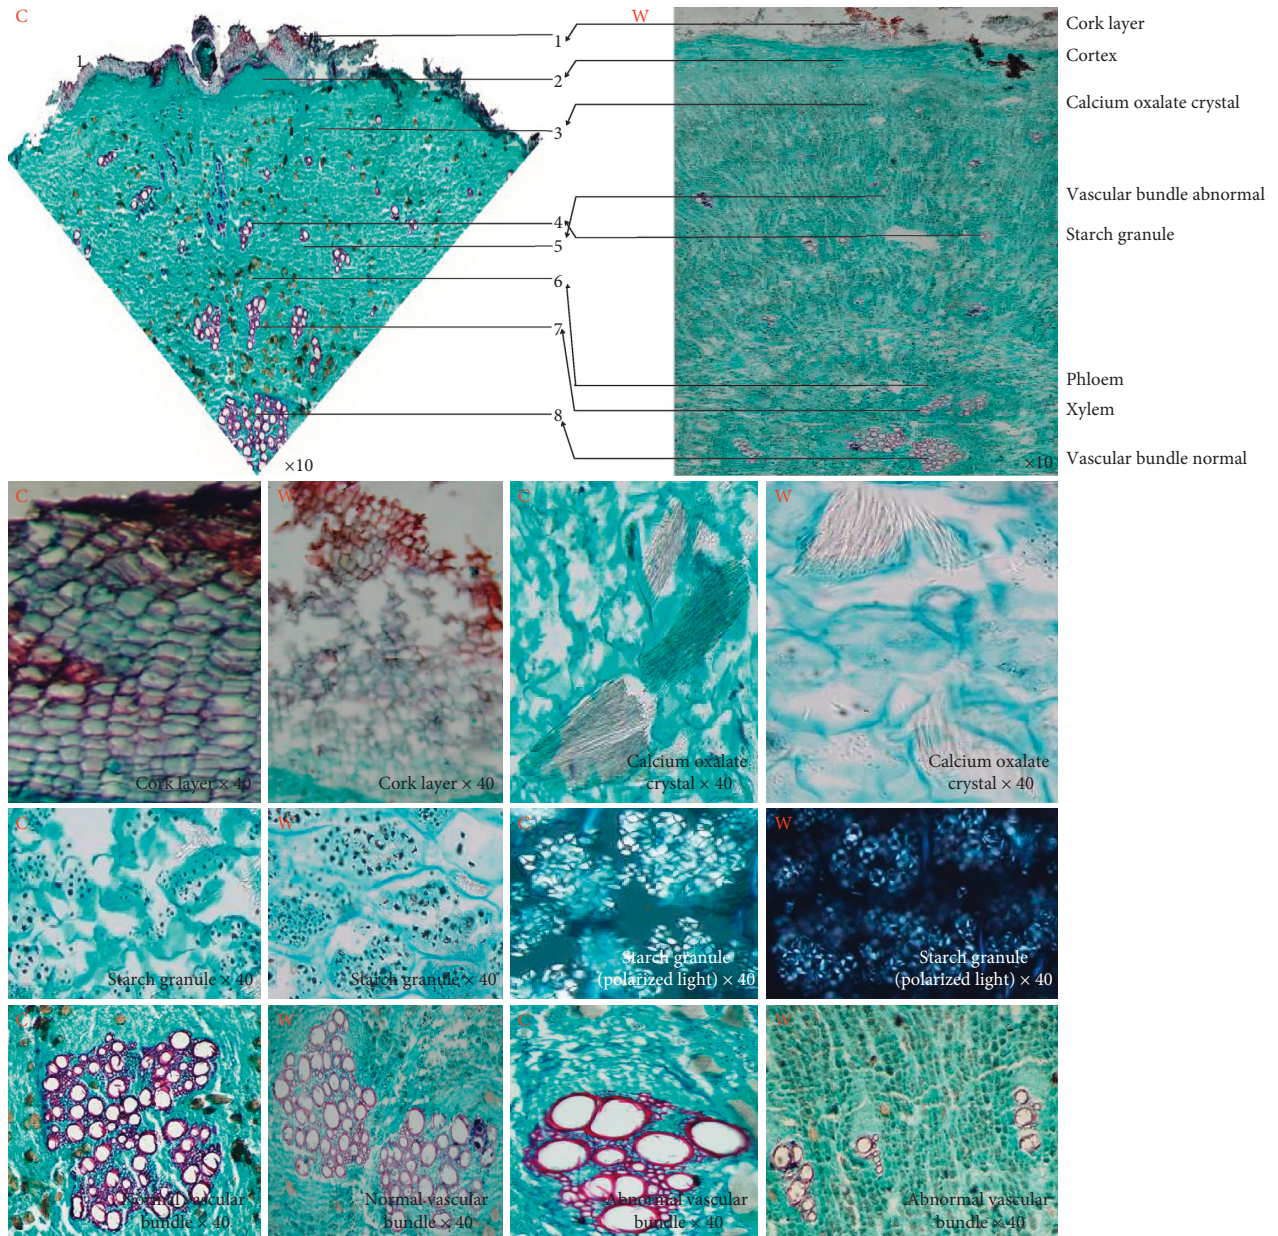 C
W
1
1
2
3
4
5
6
7
8
×10
Cork layer
Cortex
Calcium oxalate crystal
Vascular bundle abnormal
Starch granule
Phloem
Xylem
Vascular bundle normal
×10
C
Cork layer × 40
W
Cork layer × 40
C
Calcium oxalate
crystal × 40
W
Calcium oxalate
crystal × 40
C
Starch granule × 40
W
Starch granule × 40
C
Starch granule
(polarized light) × 40
W
Starch granule
(polarized light) × 40
C
Normal vascular
bundle × 40
W
Normal vascular
bundle × 40
C
Abnormal vascular
bundle × 40
W
Abnormal vascular
bundle × 40